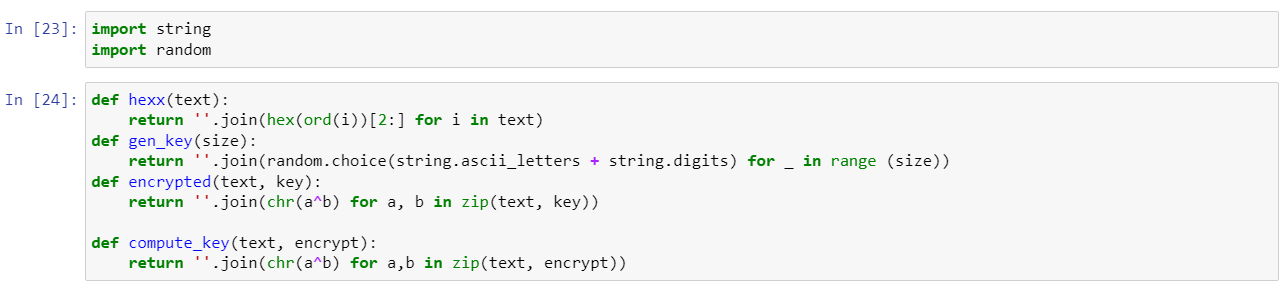 In [23]: import string
import random
In [24]: def hexx(text):
    return ''.join(hex(ord(i))[2:] for i in text)
def gen_key(size):
    return ''.join(random.choice(string.ascii_letters + string.digits) for _ in range (size))
def encrypted(text, key):
    return ''.join(chr(a^b) for a, b in zip(text, key))

def compute_key(text, encrypt):
    return ''.join(chr(a^b) for a,b in zip(text, encrypt))